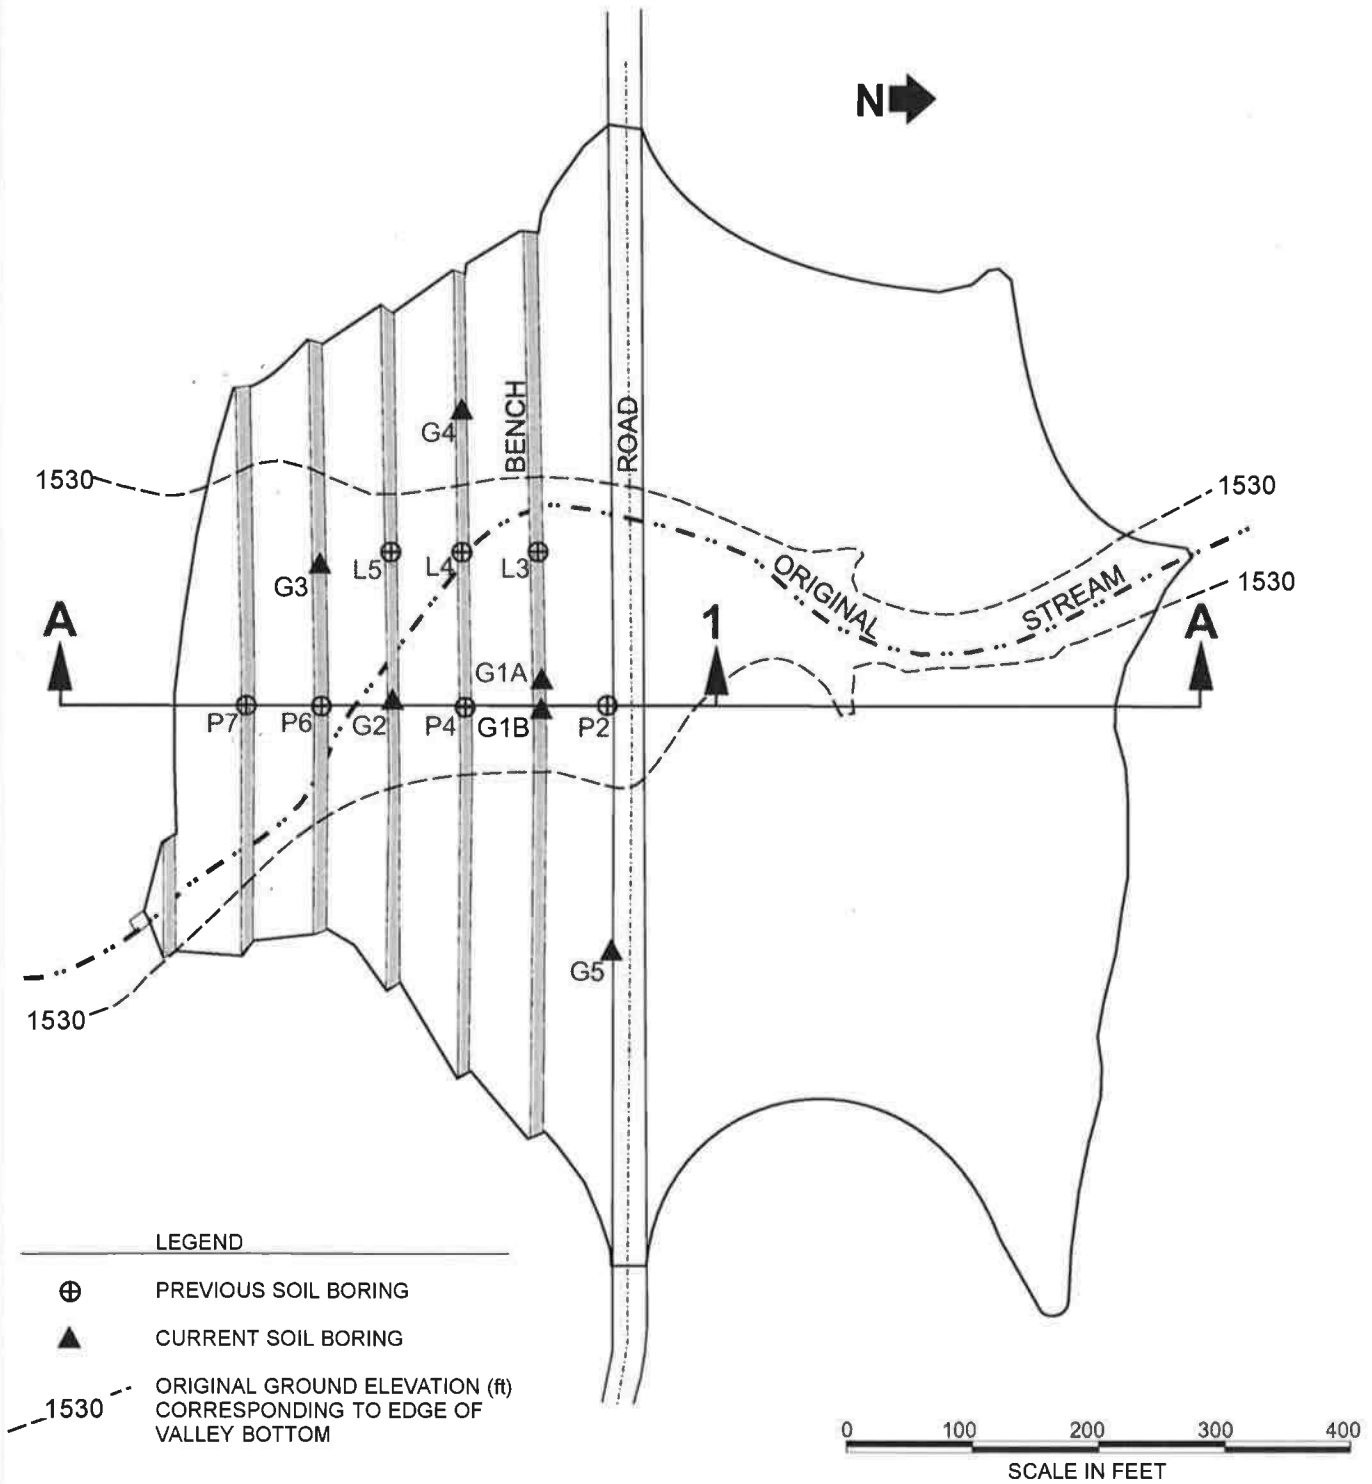 N
BENCH
ROAD
G4
1530
1530
G3
L5
L4
L3
ORIGINAL
STREAM
1530
A
1
A
G1A
P7
P6
G2
P4
G1B
P2
G5
1530
LEGEND
PREVIOUS SOIL BORING
CURRENT SOIL BORING
1530
ORIGINAL GROUND ELEVATION (ft)
CORRESPONDING TO EDGE OF
VALLEY BOTTOM
0 100 200 300 400
SCALE IN FEET